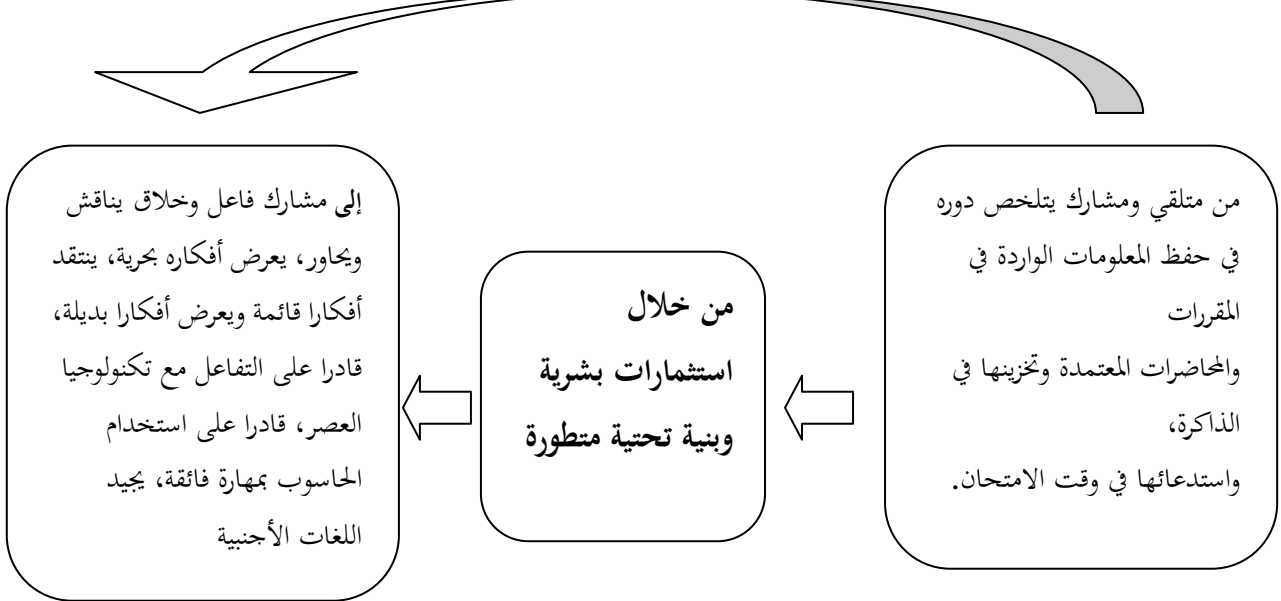 من متلقي ومشارك يتلخص دوره
في حفظ المعلومات الواردة في
المقررات
والمحاضرات المعتمدة وتخزينها في
الذاكرة،
واستدعائها في وقت الامتحان.
من خلال
استثمارات بشرية
وبنية تحتية متطورة
إلى مشارك فاعل وخلاق يناقش
ويحاور، يعرض أفكاره بحرية، ينتقد
أفكارا قائمة ويعرض أفكارا بديلة،
قادرا على التفاعل مع تكنولوجيا
العصر، قادرا على استخدام
الحاسوب بمهارة فائقة، يجيد
اللغات الأجنبية